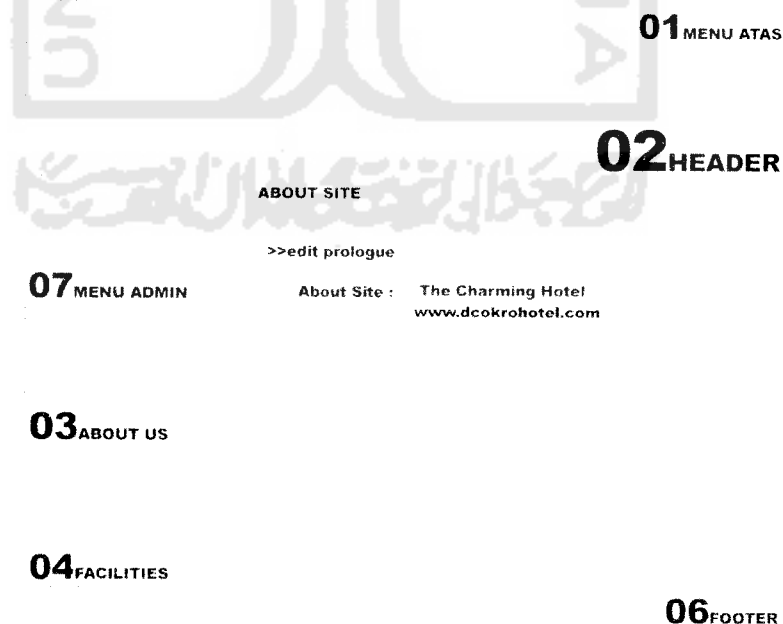 01 MENU ATAS
02 HEADER
ABOUT SITE
>>edit prologue
07 MENU ADMIN
About Site : The Charming Hotel
www.dcokrohotel.com
03 ABOUT US
04 FACILITIES
06 FOOTER